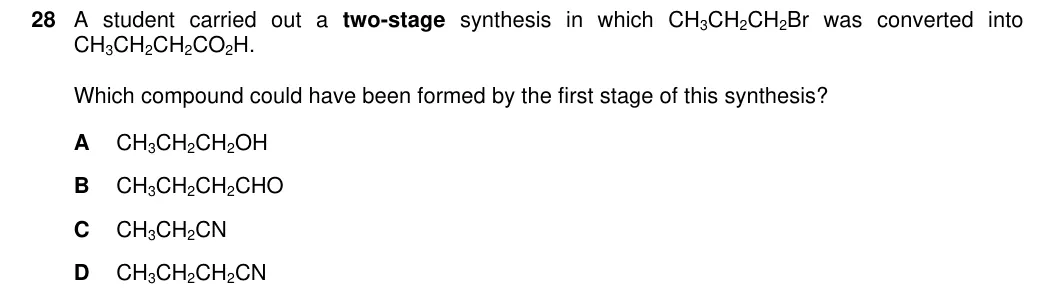 28 A student carried out a two-stage synthesis in which CH₃CH₂CH₂Br was converted into
CH₃CH₂CH₂CO₂H.
Which compound could have been formed by the first stage of this synthesis?
A CH₃CH₂CH₂OH
B CH₃CH₂CH₂CHO
C CH₃CH₂CN
D CH₃CH₂CH₂CN